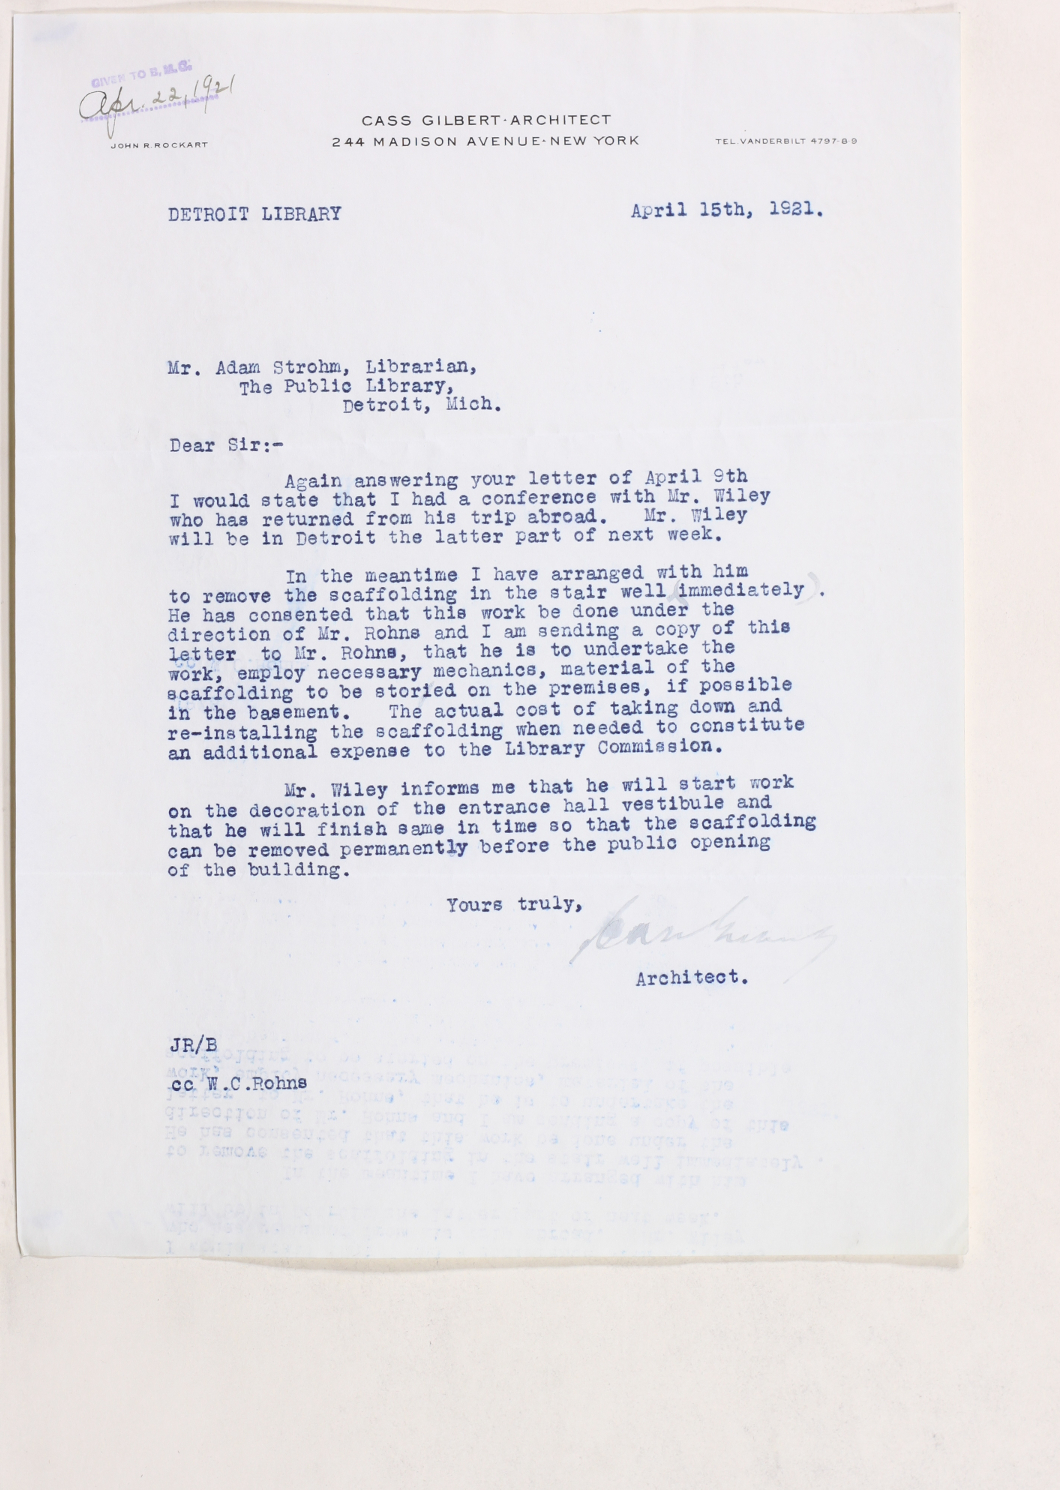 GIVEN TO B.M.C.
Apr. 22, 1921
CASS GILBERT·ARCHITECT
244 MADISON AVENUE·NEW YORK
JOHN R. ROCKART
TEL. VANDERBILT 4797-8-9
DETROIT LIBRARY April 15th, 1921.
Mr. Adam Strohm, Librarian,
The Public Library,
Detroit, Mich.
Dear Sir:-
Again answering your letter of April 9th
I would state that I had a conference with Mr. Wiley
who has returned from his trip abroad. Mr. Wiley
will be in Detroit the latter part of next week.
In the meantime I have arranged with him
to remove the scaffolding in the stair well (immediately).
He has consented that this work be done under the
direction of Mr. Rohns and I am sending a copy of this
letter to Mr. Rohns, that he is to undertake the
work, employ necessary mechanics, material of the
scaffolding to be storied on the premises, if possible
in the basement. The actual cost of taking down and
re-installing the scaffolding when needed to constitute
an additional expense to the Library Commission.
Mr. Wiley informs me that he will start work
on the decoration of the entrance hall vestibule and
that he will finish same in time so that the scaffolding
can be removed permanently before the public opening
of the building.
Yours truly,
Cass Gilbert
Architect.
JR/B
cc W.C.Rohns